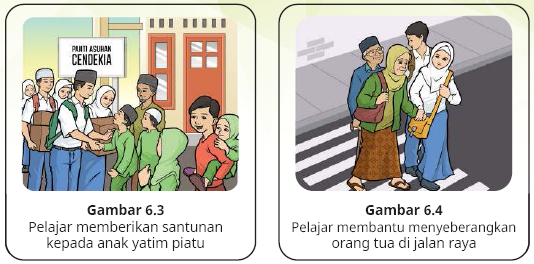 PANTI ASUHAN
CENDEKIA
Gambar 6.3
Pelajar memberikan santunan
kepada anak yatim piatu
Gambar 6.4
Pelajar membantu menyeberangkan
orang tua di jalan raya